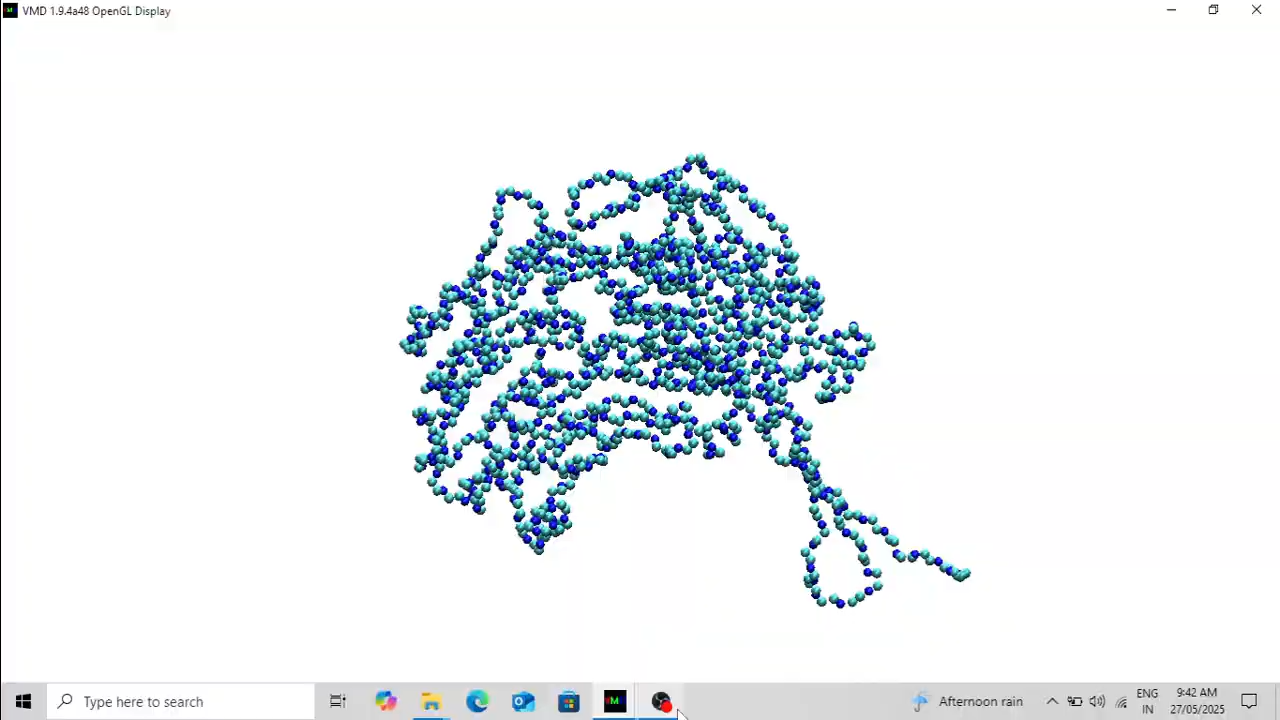 VMD 1.9.4a48 OpenGL Display
Type here to search
Afternoon rain
ENG
IN
9:42 AM
27/05/2025